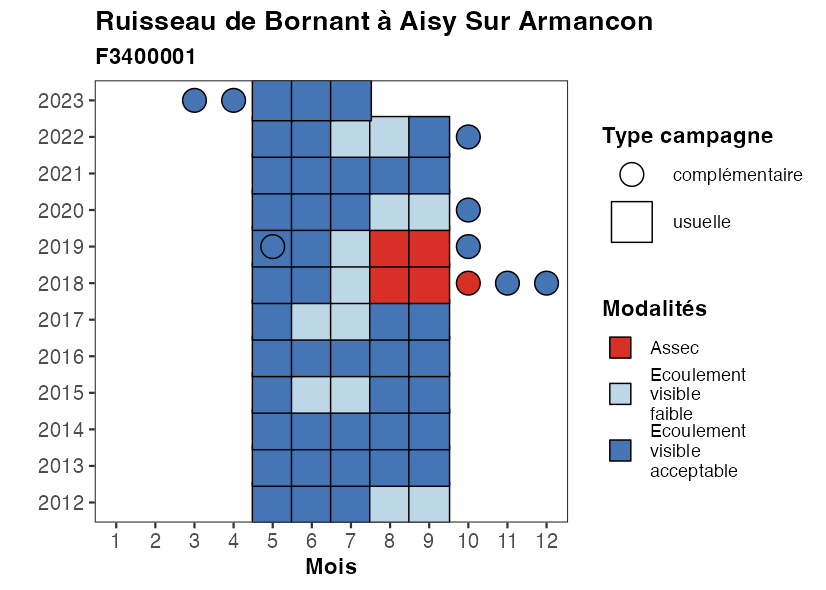 Ruisseau de Bornant à Aisy Sur Armancon
F3400001
2023
2022
2021
2020
2019
2018
2017
2016
2015
2014
2013
2012
1 2 3 4 5 6 7 8 9 10 11 12
Mois
Type campagne
complémentaire
usuelle
Modalités
Assec
Ecoulement
visible
faible
Ecoulement
visible
acceptable